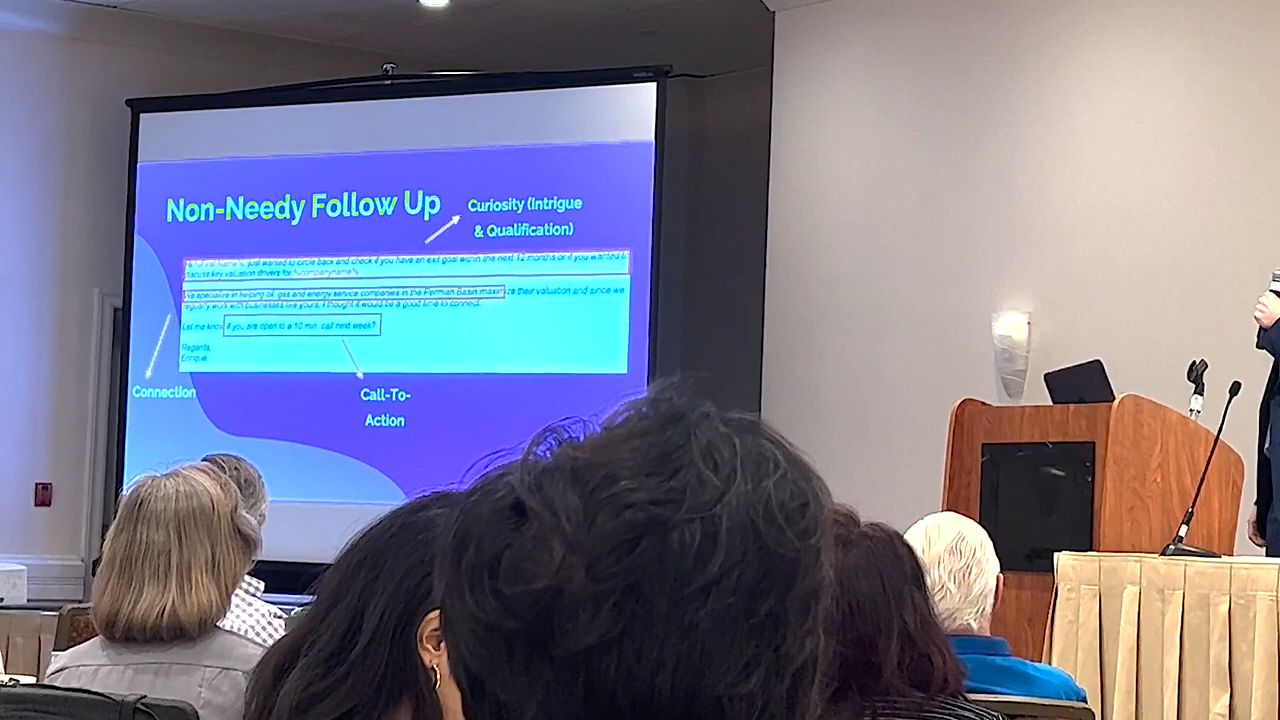 Non-Needy Follow Up
Curiosity (Intrigue
& Qualification)
just wanted to circle back and check if you have an exit goal within the next 12 months or if you wanted to
discuss key valuation drivers for %companyname%.
We specialize in helping oil, gas and energy service companies in the Permian Basin maximize their valuation and since we
regularly work with businesses like yours, I thought it would be a good time to connect.
Let me know if you are open to a 10 min. call next week?
Regards,
Enrique
Connection
Call-To-
Action